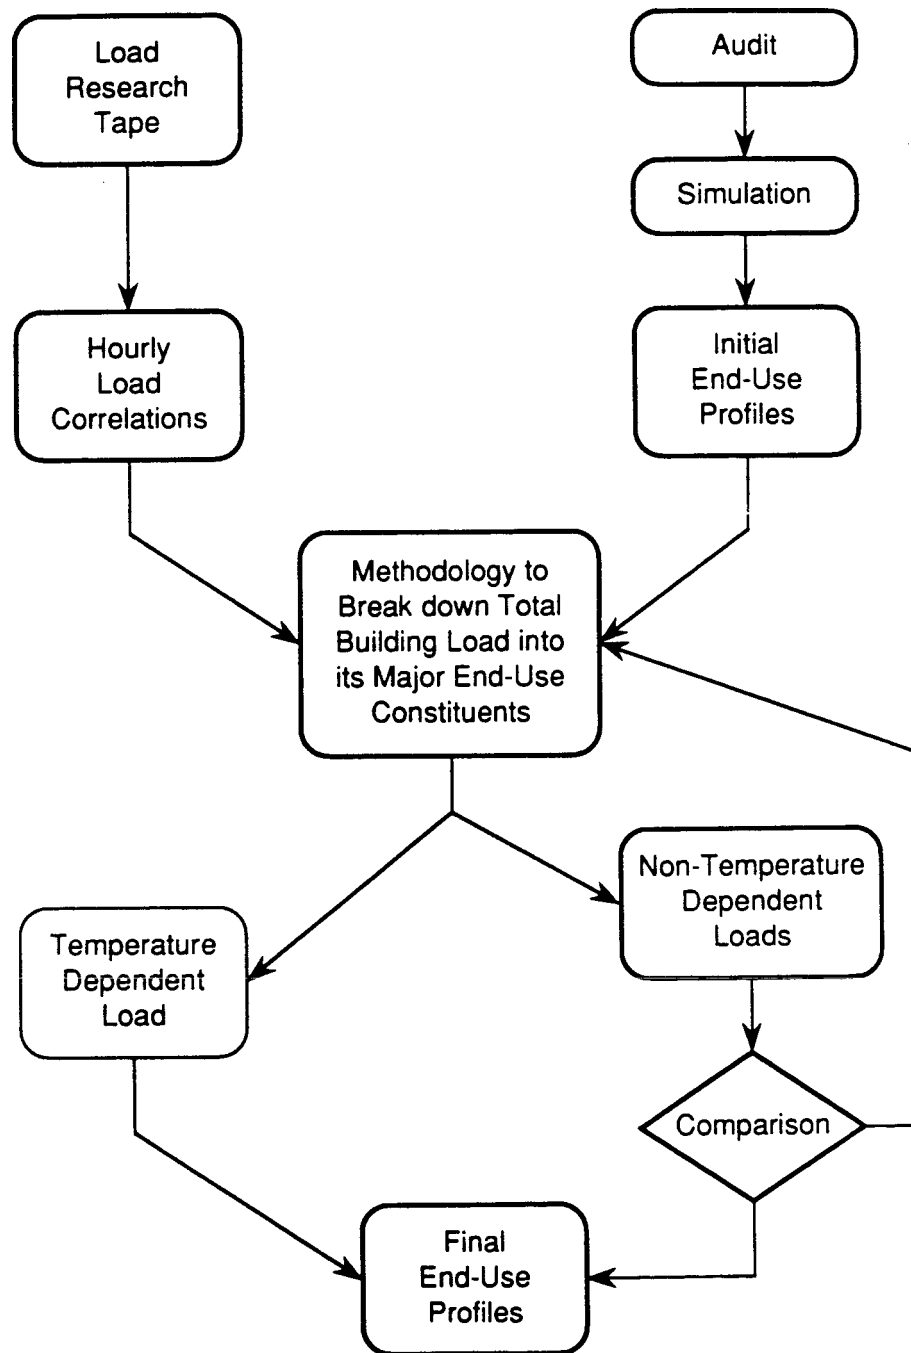 Load
Research
Tape
Audit
Simulation
Hourly
Load
Correlations
Initial
End-Use
Profiles
Methodology to
Break down Total
Building Load into
its Major End-Use
Constituents
Temperature
Dependent
Load
Non-Temperature
Dependent
Loads
Comparison
Final
End-Use
Profiles